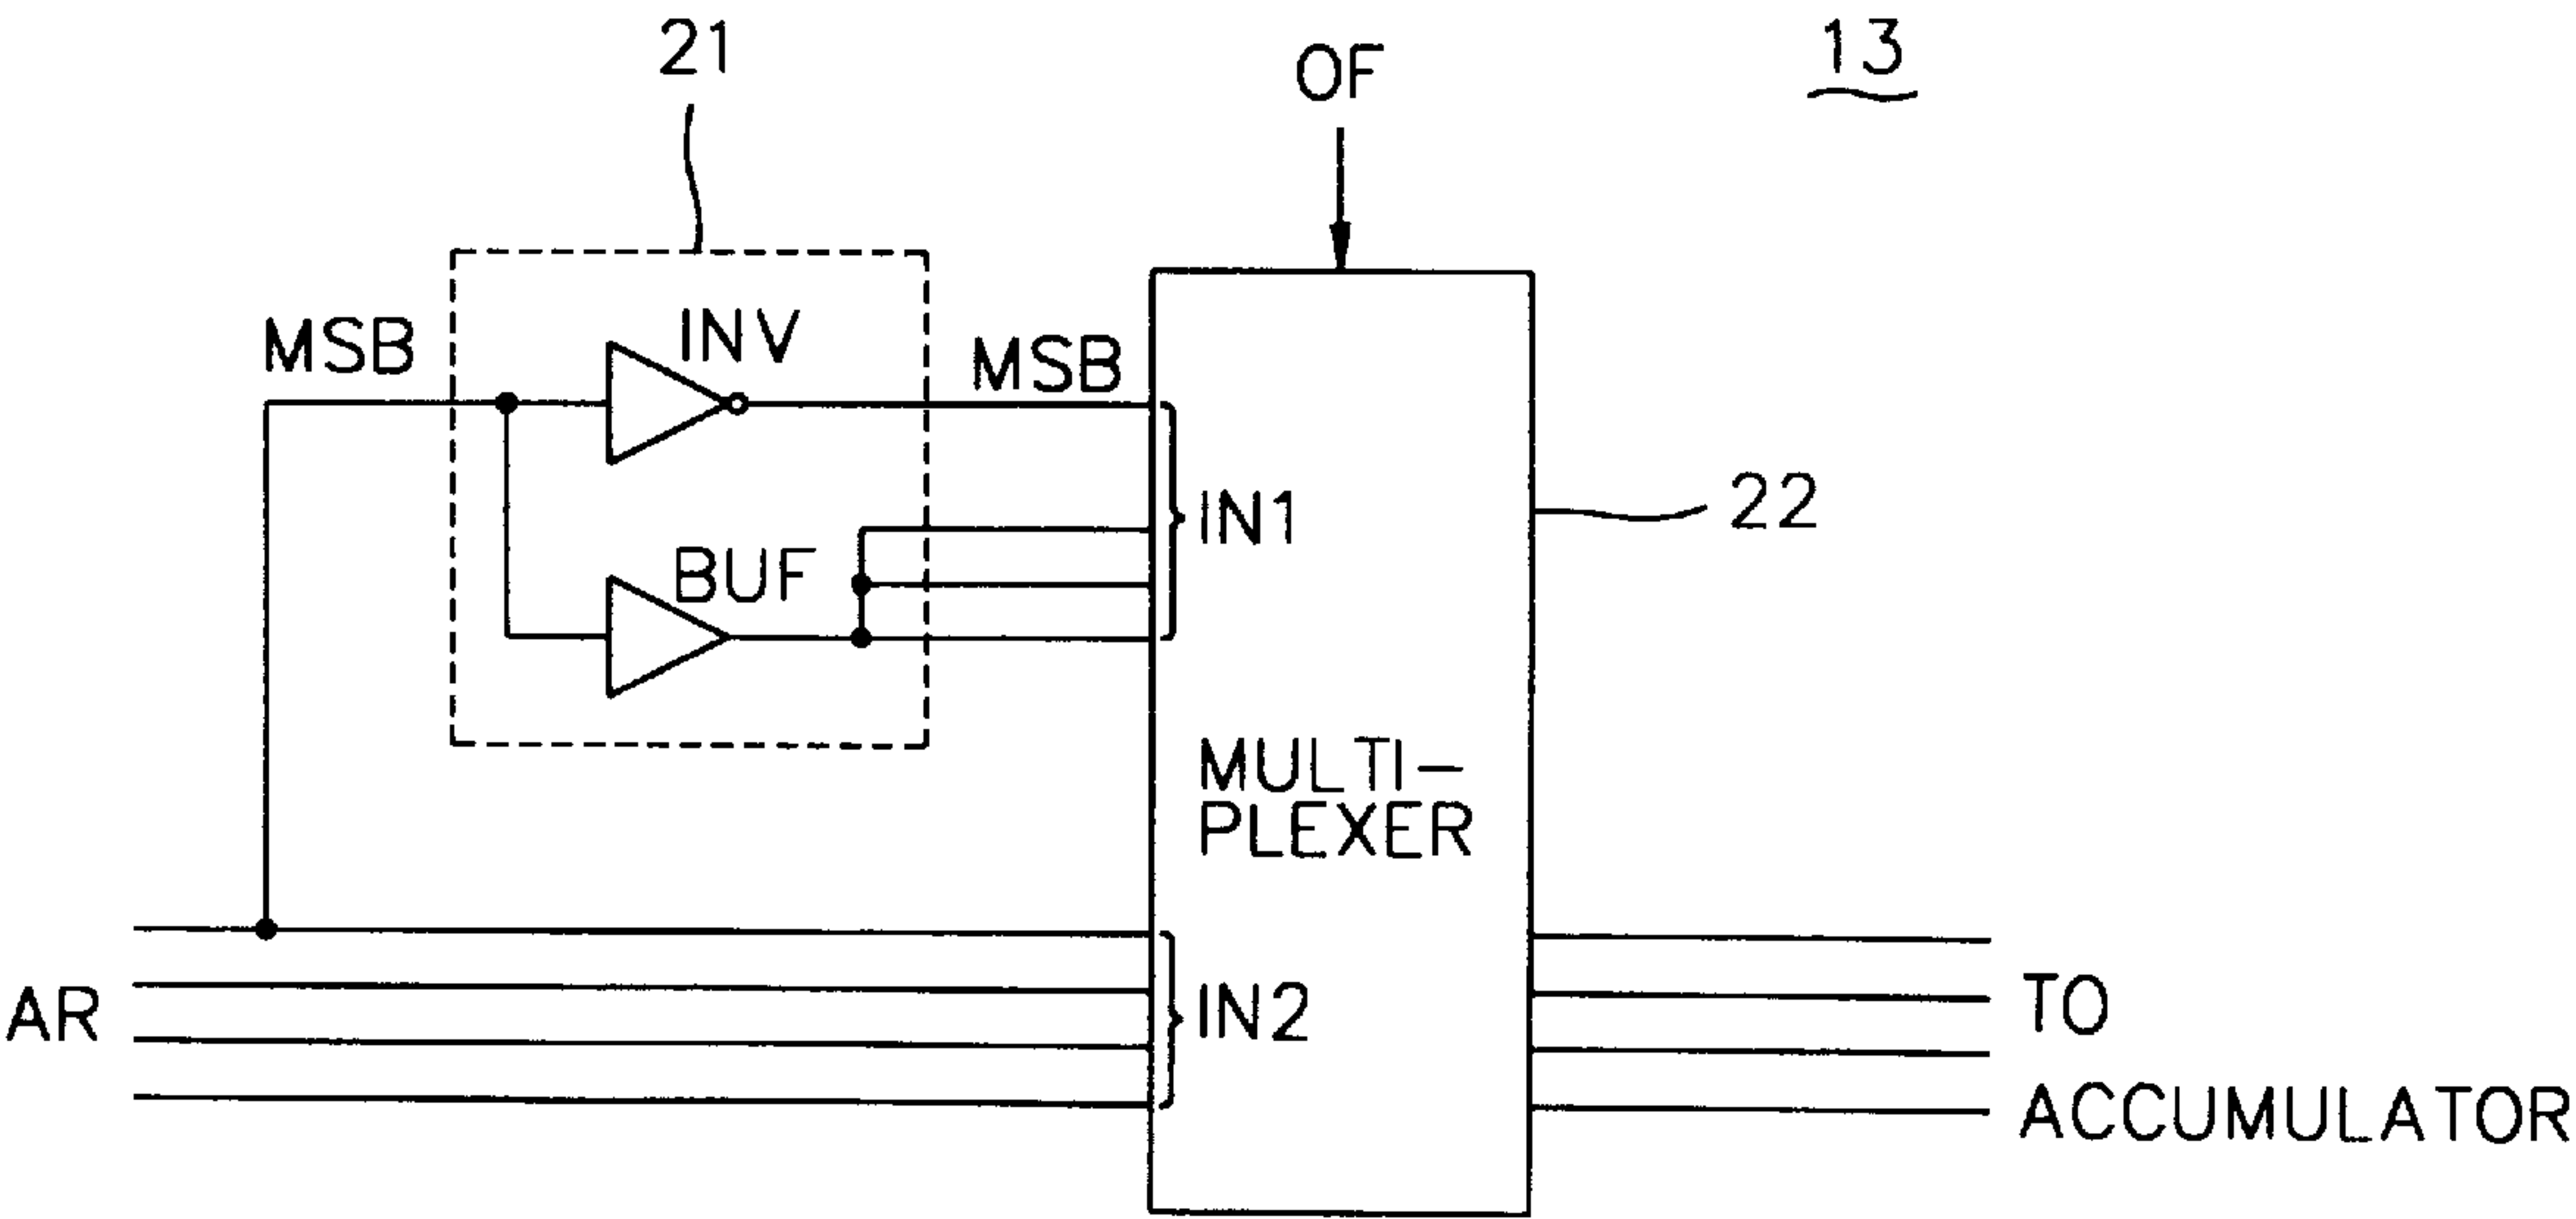 21
OF
13
MSB
INV
MSB
IN1
22
BUF
MULTI-
PLEXER
AR
IN2
TO
ACCUMULATOR